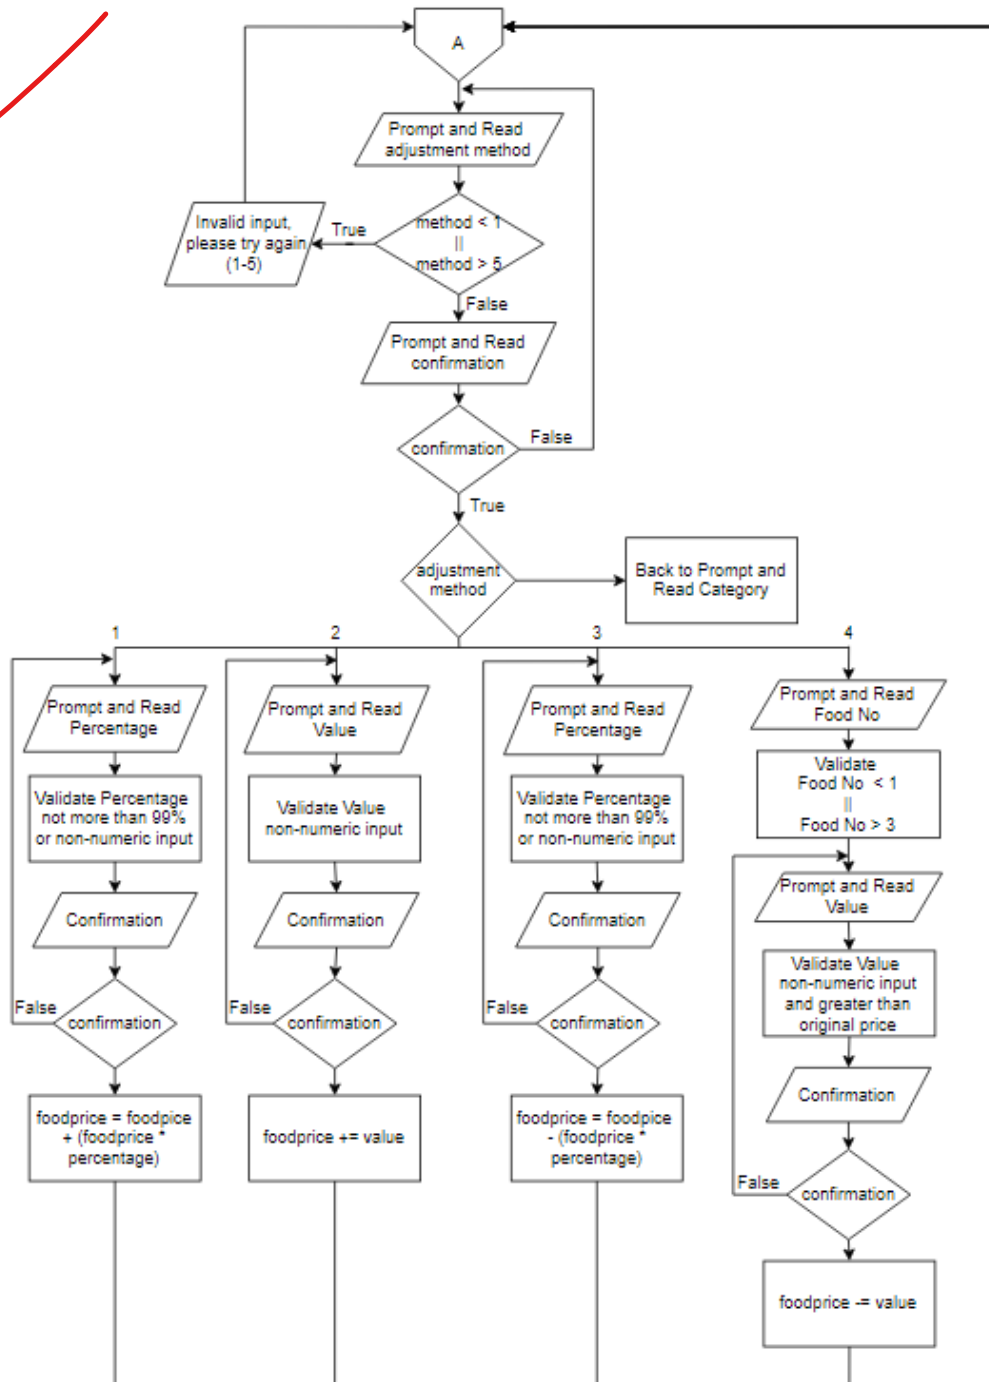 A
Prompt and Read
adjustment method
Invalid input,
please try again
(1-5)
True
method < 1
||
method > 5
False
Prompt and Read
confirmation
confirmation
False
True
adjustment
method
Back to Prompt and
Read Category
1
2
3
4
Prompt and Read
Percentage
Validate Percentage
not more than 99%
or non-numeric input
Confirmation
False
confirmation
foodprice = foodpice
+ (foodprice *
percentage)
Prompt and Read
Value
Validate Value
non-numeric input
Confirmation
False
confirmation
foodprice += value
Prompt and Read
Percentage
Validate Percentage
not more than 99%
or non-numeric input
Confirmation
False
confirmation
foodprice = foodpice
- (foodprice *
percentage)
Prompt and Read
Food No
Validate
Food No < 1
||
Food No > 3
Prompt and Read
Value
Validate Value
non-numeric input
and greater than
original price
Confirmation
False
confirmation
foodprice -= value